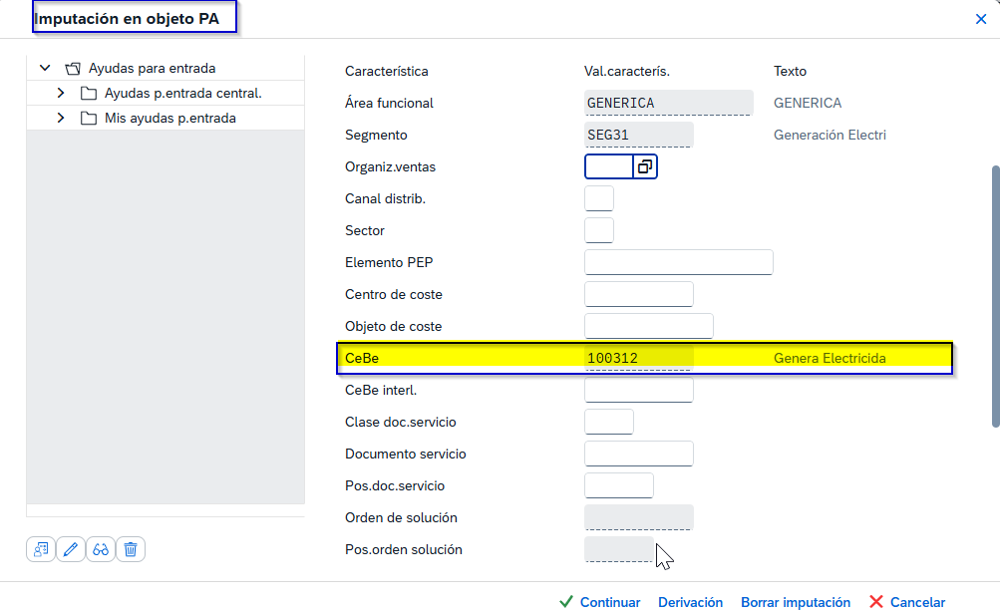 Imputación en objeto PA
Ayudas para entrada
Ayudas p.entrada central.
Mis ayudas p.entrada
Característica Val.caracterís. Texto
Área funcional GENERICA GENERICA
Segmento SEG31 Generación Electri
Organiz.ventas
Canal distrib.
Sector
Elemento PEP
Centro de coste
Objeto de coste
CeBe 100312 Genera Electricida
CeBe interl.
Clase doc.servicio
Documento servicio
Pos.doc.servicio
Orden de solución
Pos.orden solución
Continuar Derivación Borrar imputación Cancelar